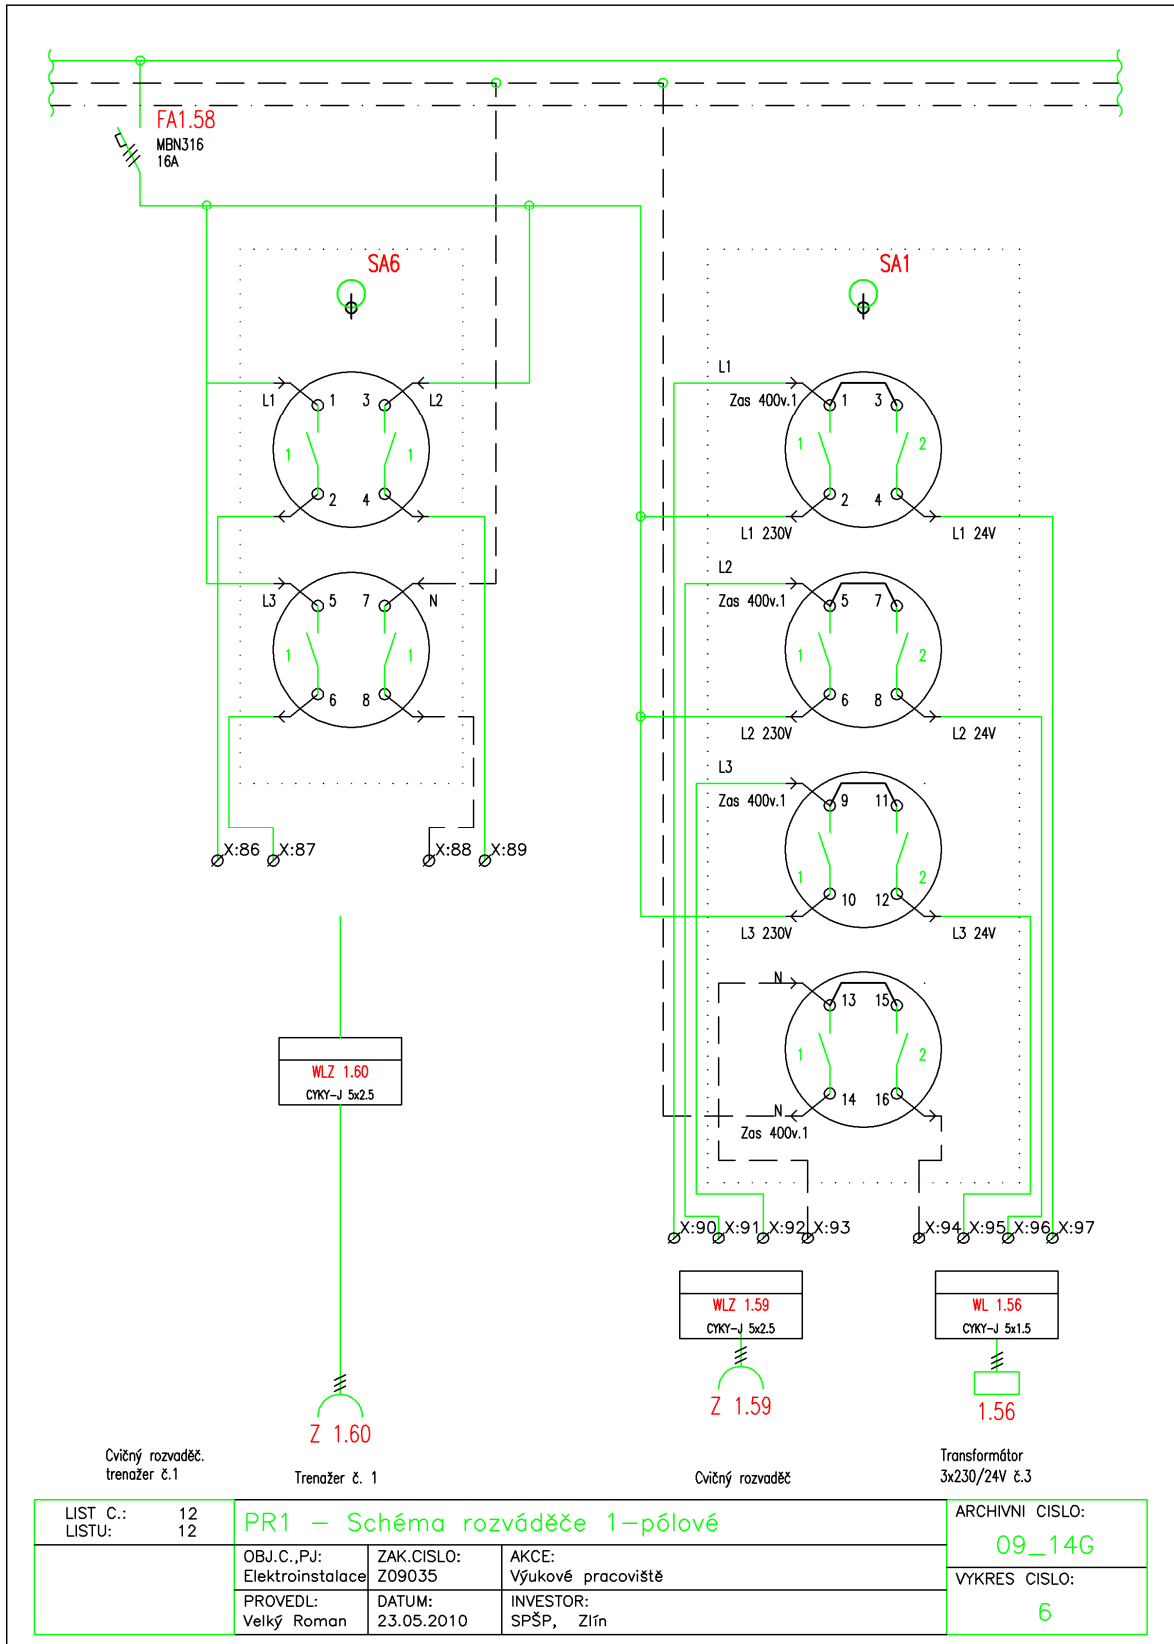 FA1.58
MBN316
16A
SA6
SA1
L1
L1 1 3 L2
Zas 400v.1 1 3
1 1
1 2
2 4
2 4
L1 230V L1 24V
L2
L3 5 7 N
Zas 400v.1 5 7
1 1
1 2
6 8
6 8
L2 230V L2 24V
L3
Zas 400v.1 9 11
X:86 X:87 X:88 X:89
1 2
10 12
L3 230V L3 24V
N
13 15
1 2
14 16
N
Zas 400v.1
WLZ 1.60
CYKY-J 5x2.5
X:90 X:91 X:92 X:93 X:94 X:95 X:96 X:97
WLZ 1.59
CYKY-J 5x2.5
WL 1.56
CYKY-J 5x1.5
Z 1.60
Z 1.59
1.56
Cvičný rozvaděč.
trenažer č.1
Trenažer č. 1
Cvičný rozvaděč
Transformátor
3x230/24V č.3
LIST C.: 12
LISTU: 12
PR1 – Schéma rozváděče 1-pólové
ARCHIVNI CISLO:
09_14G
OBJ.C.,PJ:
Elektroinstalace
ZAK.CISLO:
Z09035
AKCE:
Výukové pracoviště
VYKRES CISLO:
6
PROVEDL:
Velký Roman
DATUM:
23.05.2010
INVESTOR:
SPŠP, Zlín